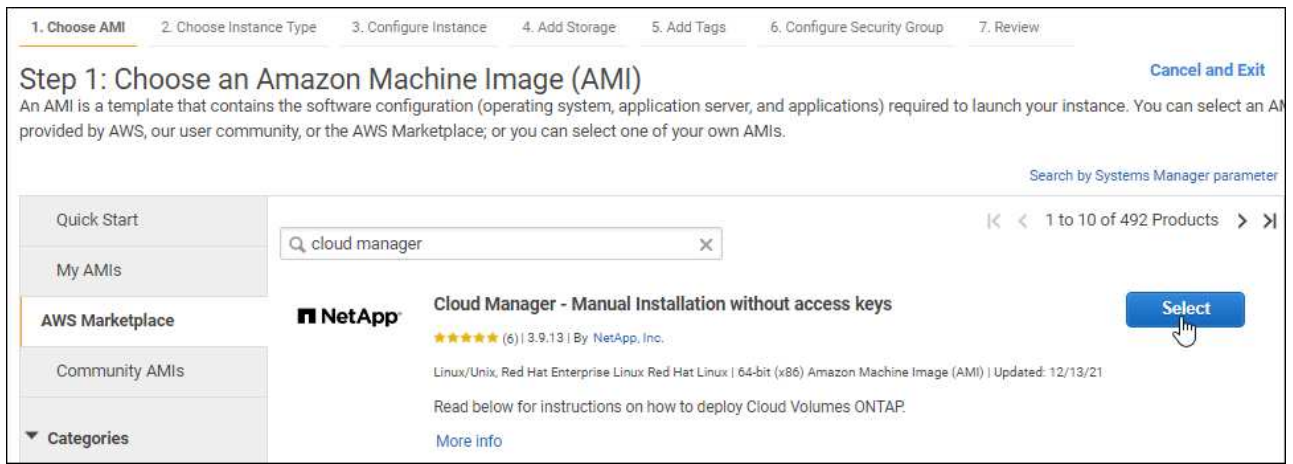 1. Choose AMI 2. Choose Instance Type 3. Configure Instance 4. Add Storage 5. Add Tags 6. Configure Security Group 7. Review
Step 1: Choose an Amazon Machine Image (AMI)
Cancel and Exit
An AMI is a template that contains the software configuration (operating system, application server, and applications) required to launch your instance. You can select an AM
provided by AWS, our user community, or the AWS Marketplace; or you can select one of your own AMIs.
Search by Systems Manager parameter
Quick Start
My AMIs
AWS Marketplace
Community AMIs
Categories
cloud manager
1 to 10 of 492 Products
NetApp
Cloud Manager - Manual Installation without access keys
Select
(6) | 3.9.13 | By NetApp, Inc.
Linux/Unix, Red Hat Enterprise Linux Red Hat Linux | 64-bit (x86) Amazon Machine Image (AMI) | Updated: 12/13/21
Read below for instructions on how to deploy Cloud Volumes ONTAP.
More info